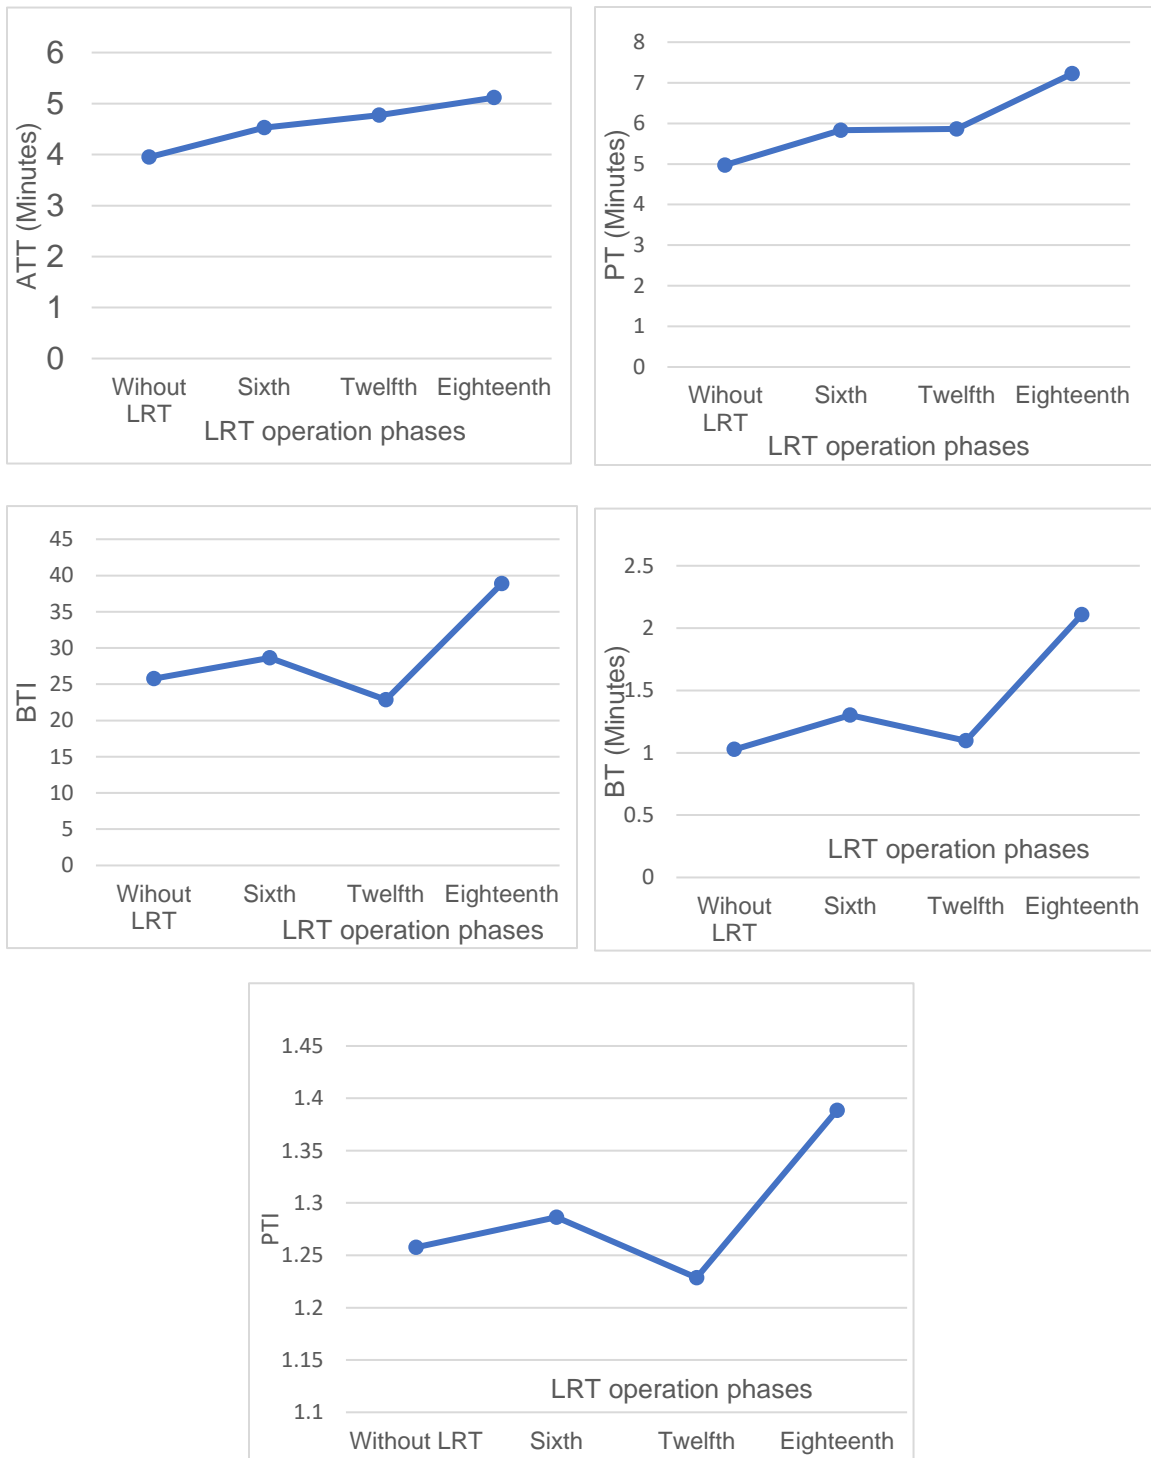 6
5
4
3
2
1
0
ATT (Minutes)
Wihout LRT
Sixth
Twelfth
Eighteenth
LRT operation phases
8
7
6
5
4
3
2
1
0
PT (Minutes)
Wihout LRT
Sixth
Twelfth
Eighteenth
LRT operation phases
45
40
35
30
25
20
15
10
5
0
BTI
Wihout LRT
Sixth
Twelfth
Eighteenth
LRT operation phases
2.5
2
1.5
1
0.5
0
BT (Minutes)
LRT operation phases
Wihout LRT
Sixth
Twelfth
Eighteenth
1.45
1.4
1.35
1.3
1.25
1.2
1.15
1.1
PTI
LRT operation phases
Without LRT
Sixth
Twelfth
Eighteenth